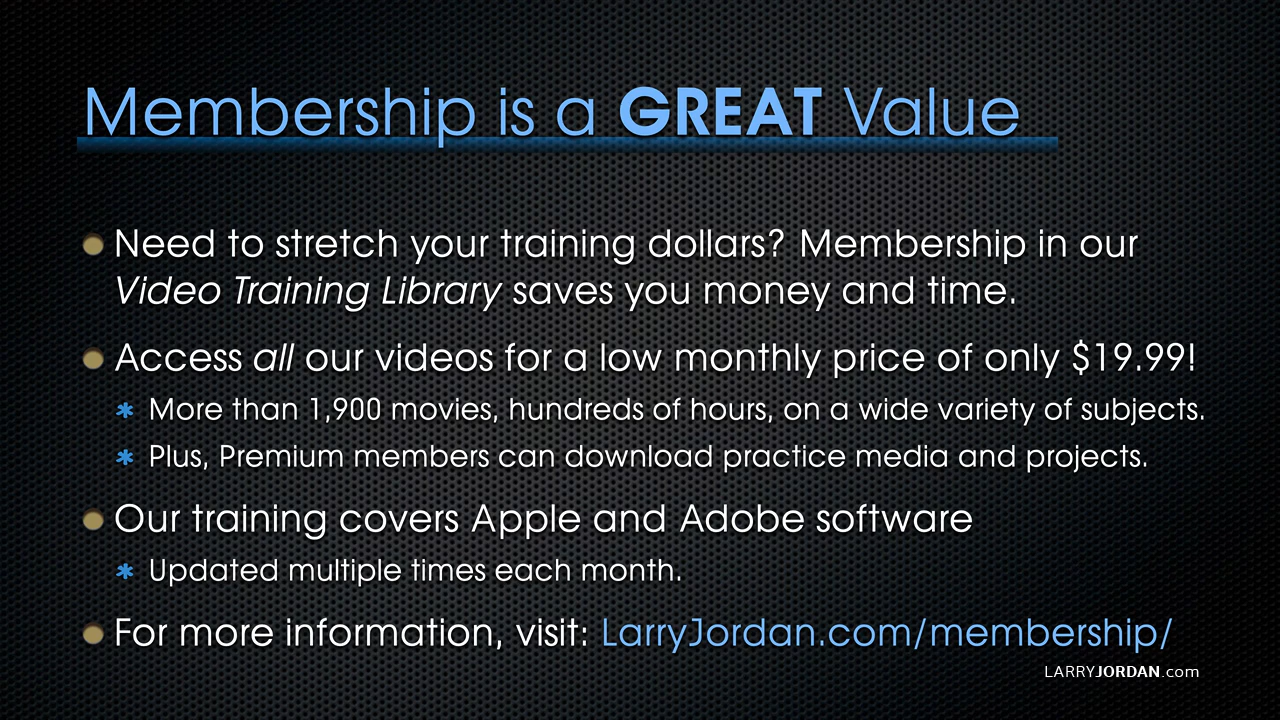 Membership is a GREAT Value
Need to stretch your training dollars? Membership in our
Video Training Library saves you money and time.
Access all our videos for a low monthly price of only $19.99!
More than 1,900 movies, hundreds of hours, on a wide variety of subjects.
Plus, Premium members can download practice media and projects.
Our training covers Apple and Adobe software
Updated multiple times each month.
For more information, visit: LarryJordan.com/membership/
LARRYJORDAN.com